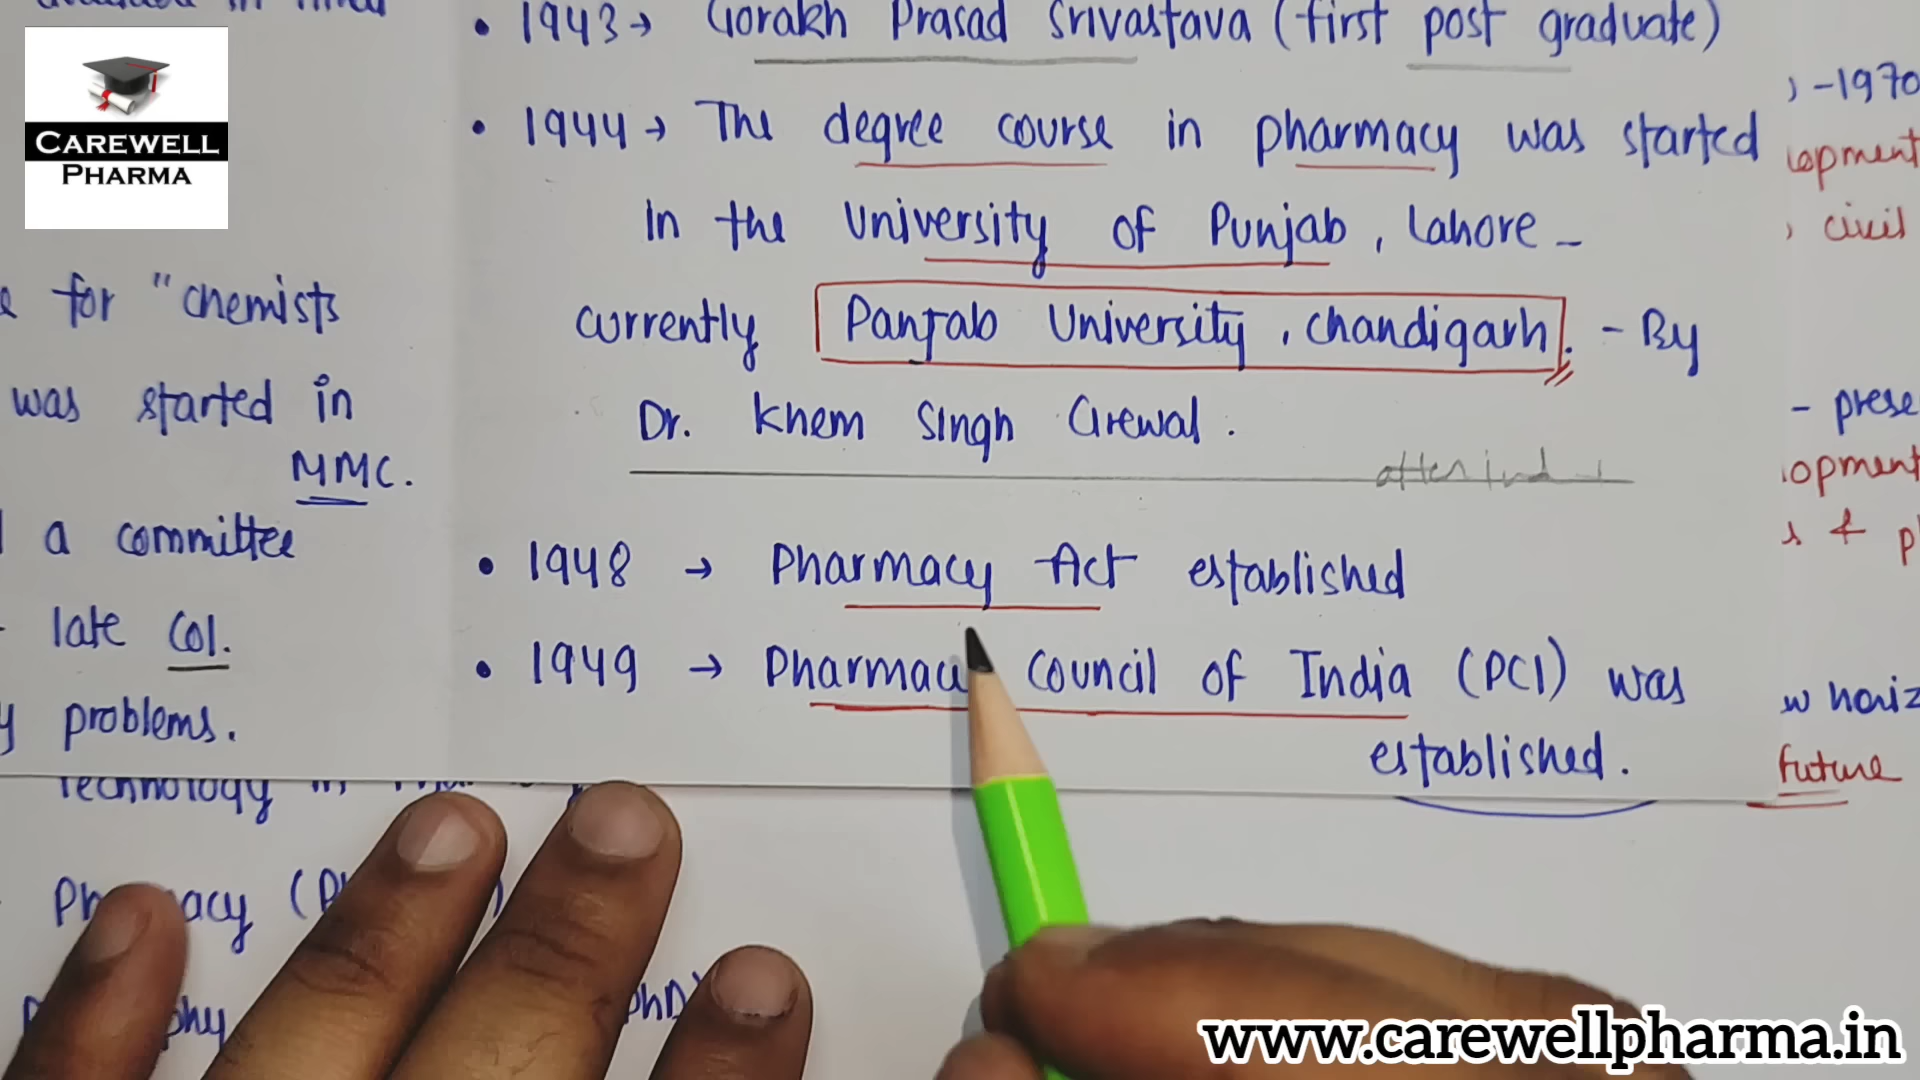 CAREWELL
PHARMA
for "chemists
was started in
MMC.
a committee
late Col.
problems.
• 1943 → Gorakh Prasad Srivastava (first post graduate)
• 1944 → The degree course in pharmacy was started
in the University of Punjab, Lahore -
currently Panjab University, Chandigarh. - By
Dr. Khem Singh Grewal.
after ind
• 1948 → Pharmacy Act established
• 1949 → Pharmac Council of India (PCI) was
established.
-1970
civil
future
www.carewellpharma.in